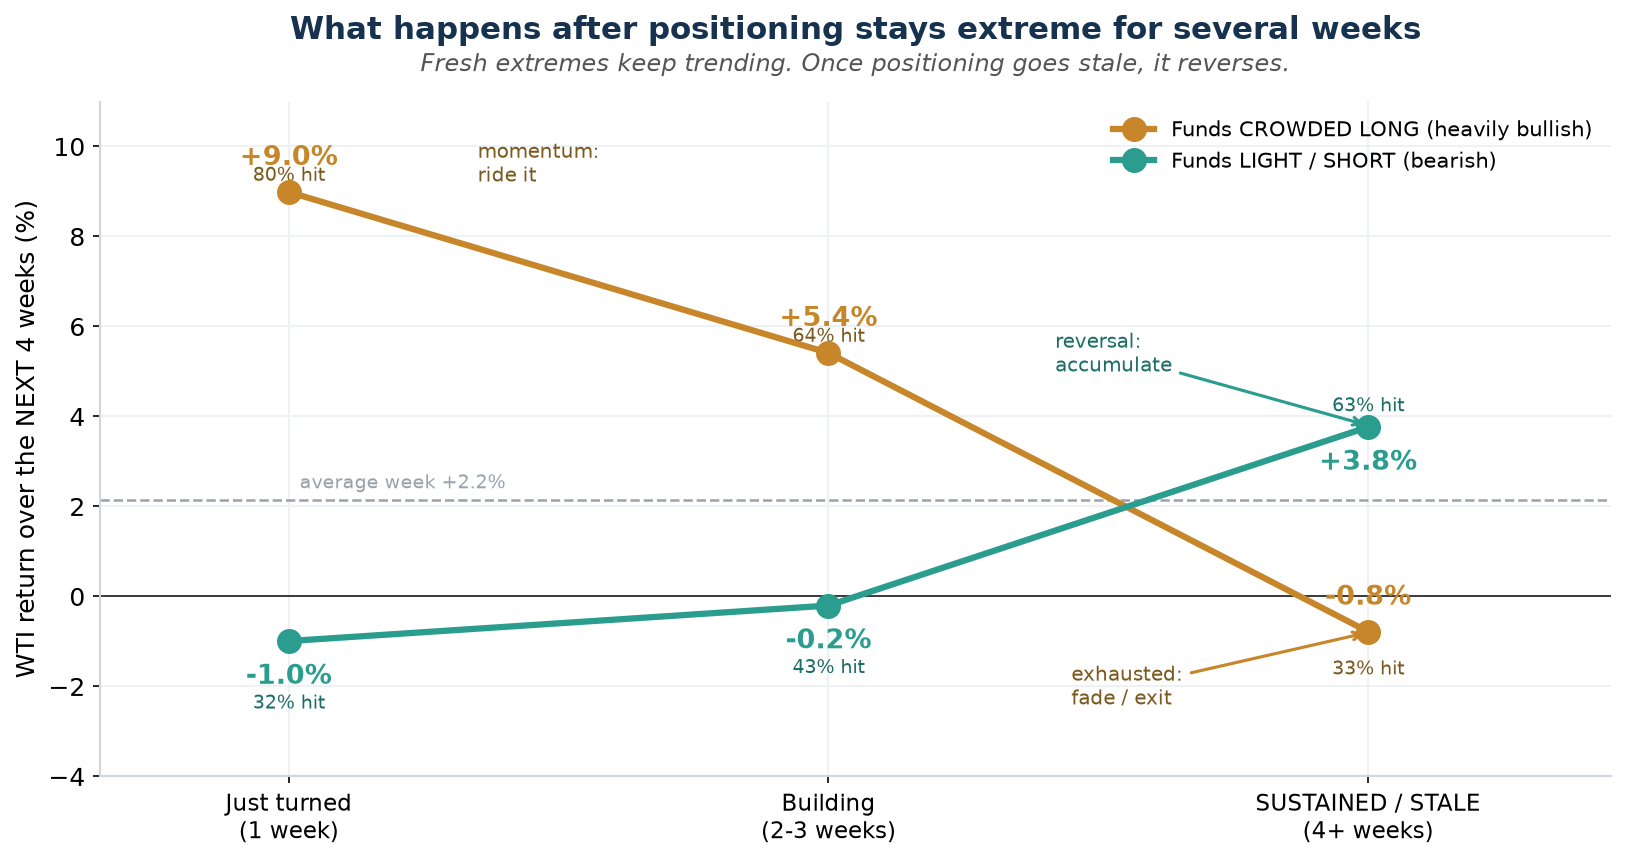 What happens after positioning stays extreme for several weeks
Fresh extremes keep trending. Once positioning goes stale, it reverses.
Funds CROWDED LONG (heavily bullish)
Funds LIGHT / SHORT (bearish)
WTI return over the NEXT 4 weeks (%)
10
8
6
4
2
0
−2
−4
+9.0%
80% hit
momentum:
ride it
+5.4%
64% hit
reversal:
accumulate
63% hit
+3.8%
average week +2.2%
-0.8%
33% hit
exhausted:
fade / exit
-0.2%
43% hit
-1.0%
32% hit
Just turned
(1 week)
Building
(2-3 weeks)
SUSTAINED / STALE
(4+ weeks)